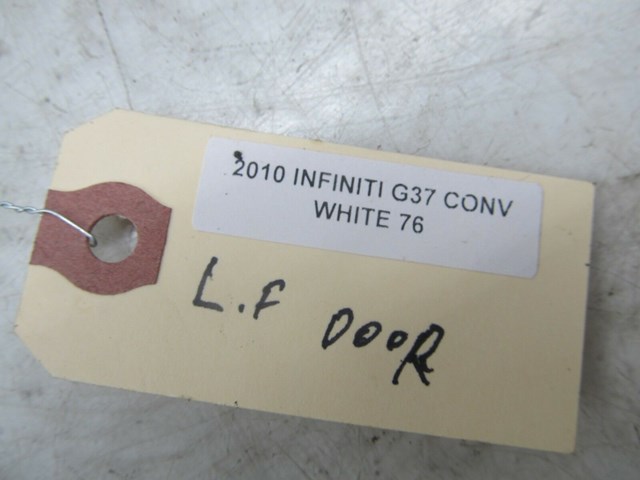 2010 INFINITI G37 CONV
WHITE 76
L.F DOOR